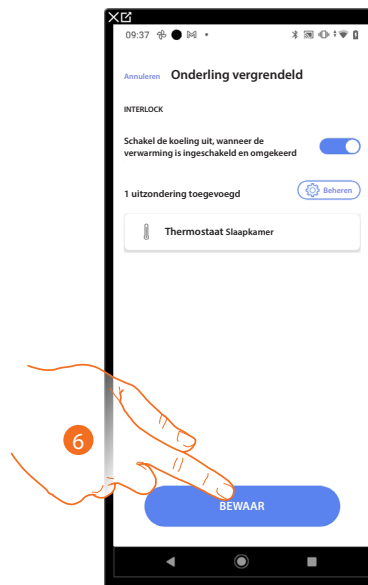 09:37
Annuleren Onderling vergrendeld
INTERLOCK
Schakel de koeling uit, wanneer de
verwarming is ingeschakeld en omgekeerd
1 uitzondering toegevoegd
Beheren
Thermostaat Slaapkamer
6
BEWAAR